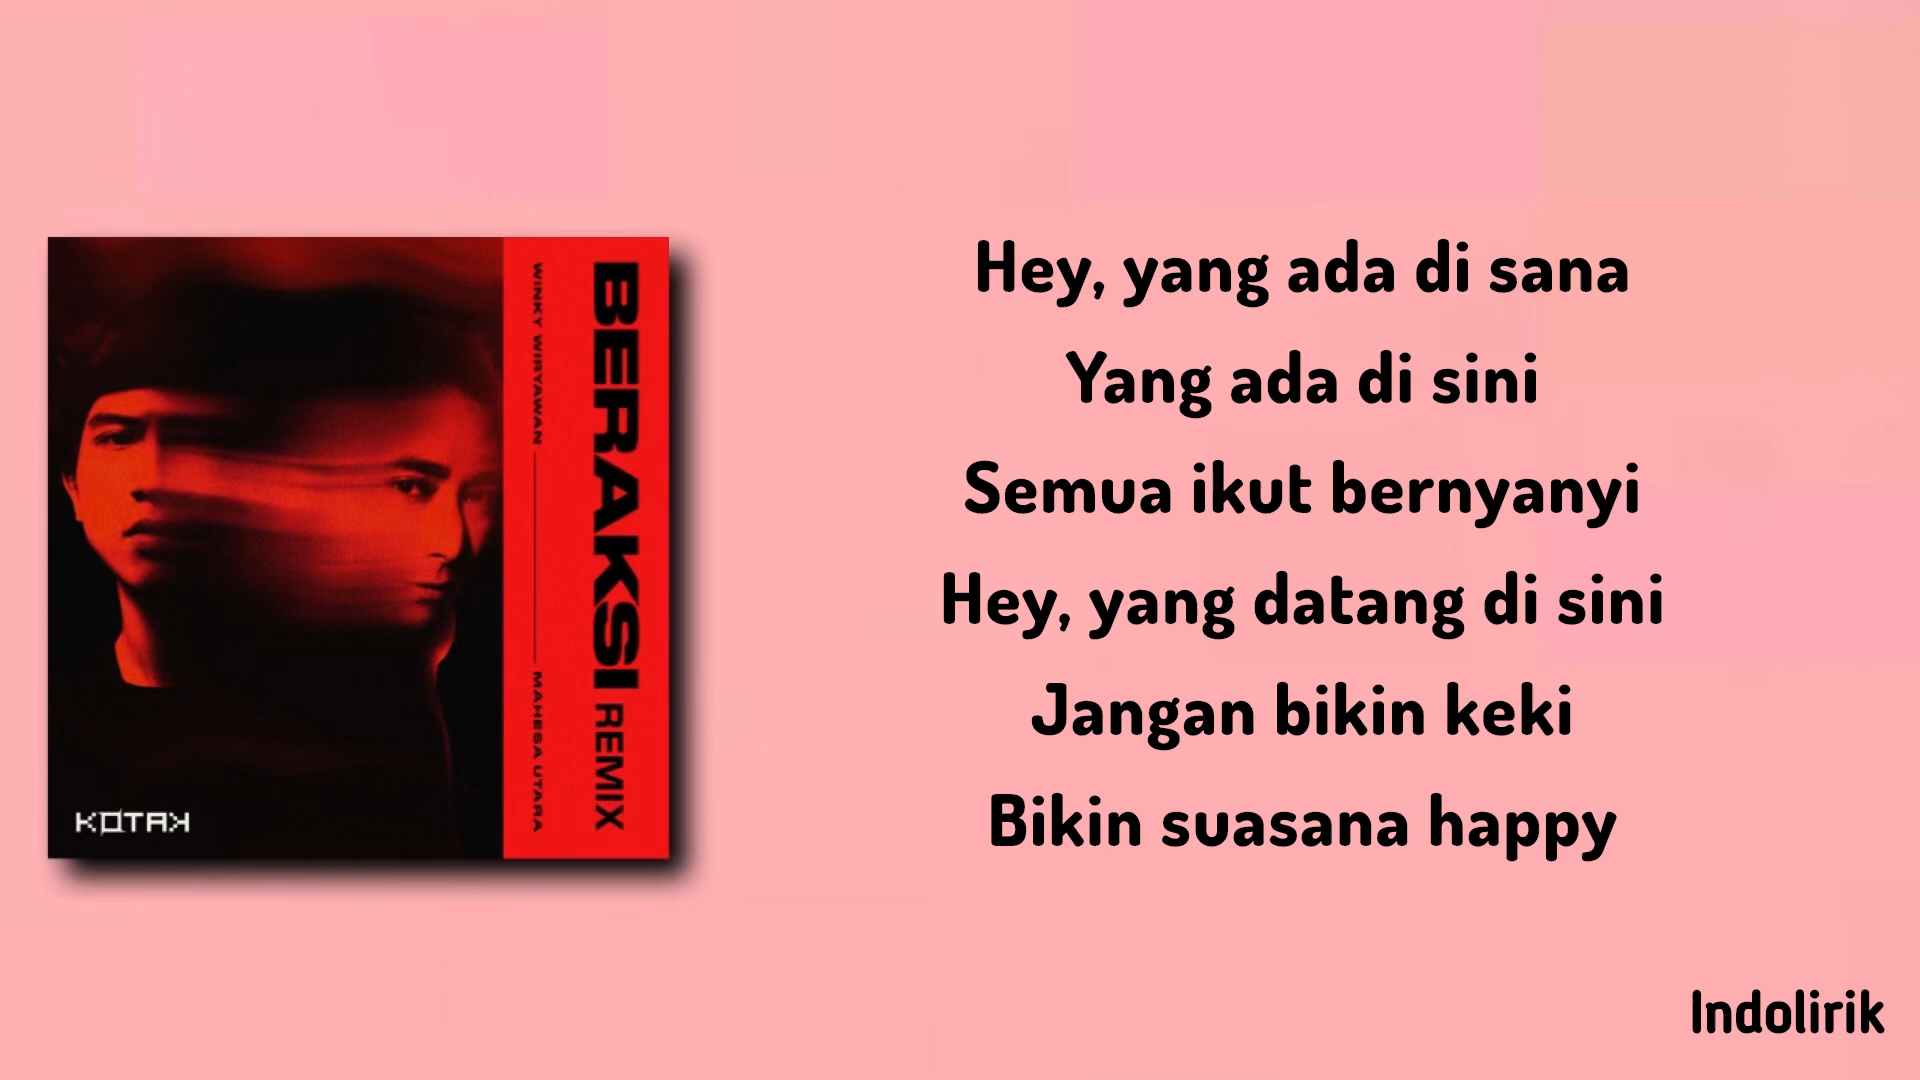 BERAKSI REMIX
WINKY WIRYAWAN
MAHESA UTARA
KOTAK
Hey, yang ada di sana
Yang ada di sini
Semua ikut bernyanyi
Hey, yang datang di sini
Jangan bikin keki
Bikin suasana happy
Indolirik